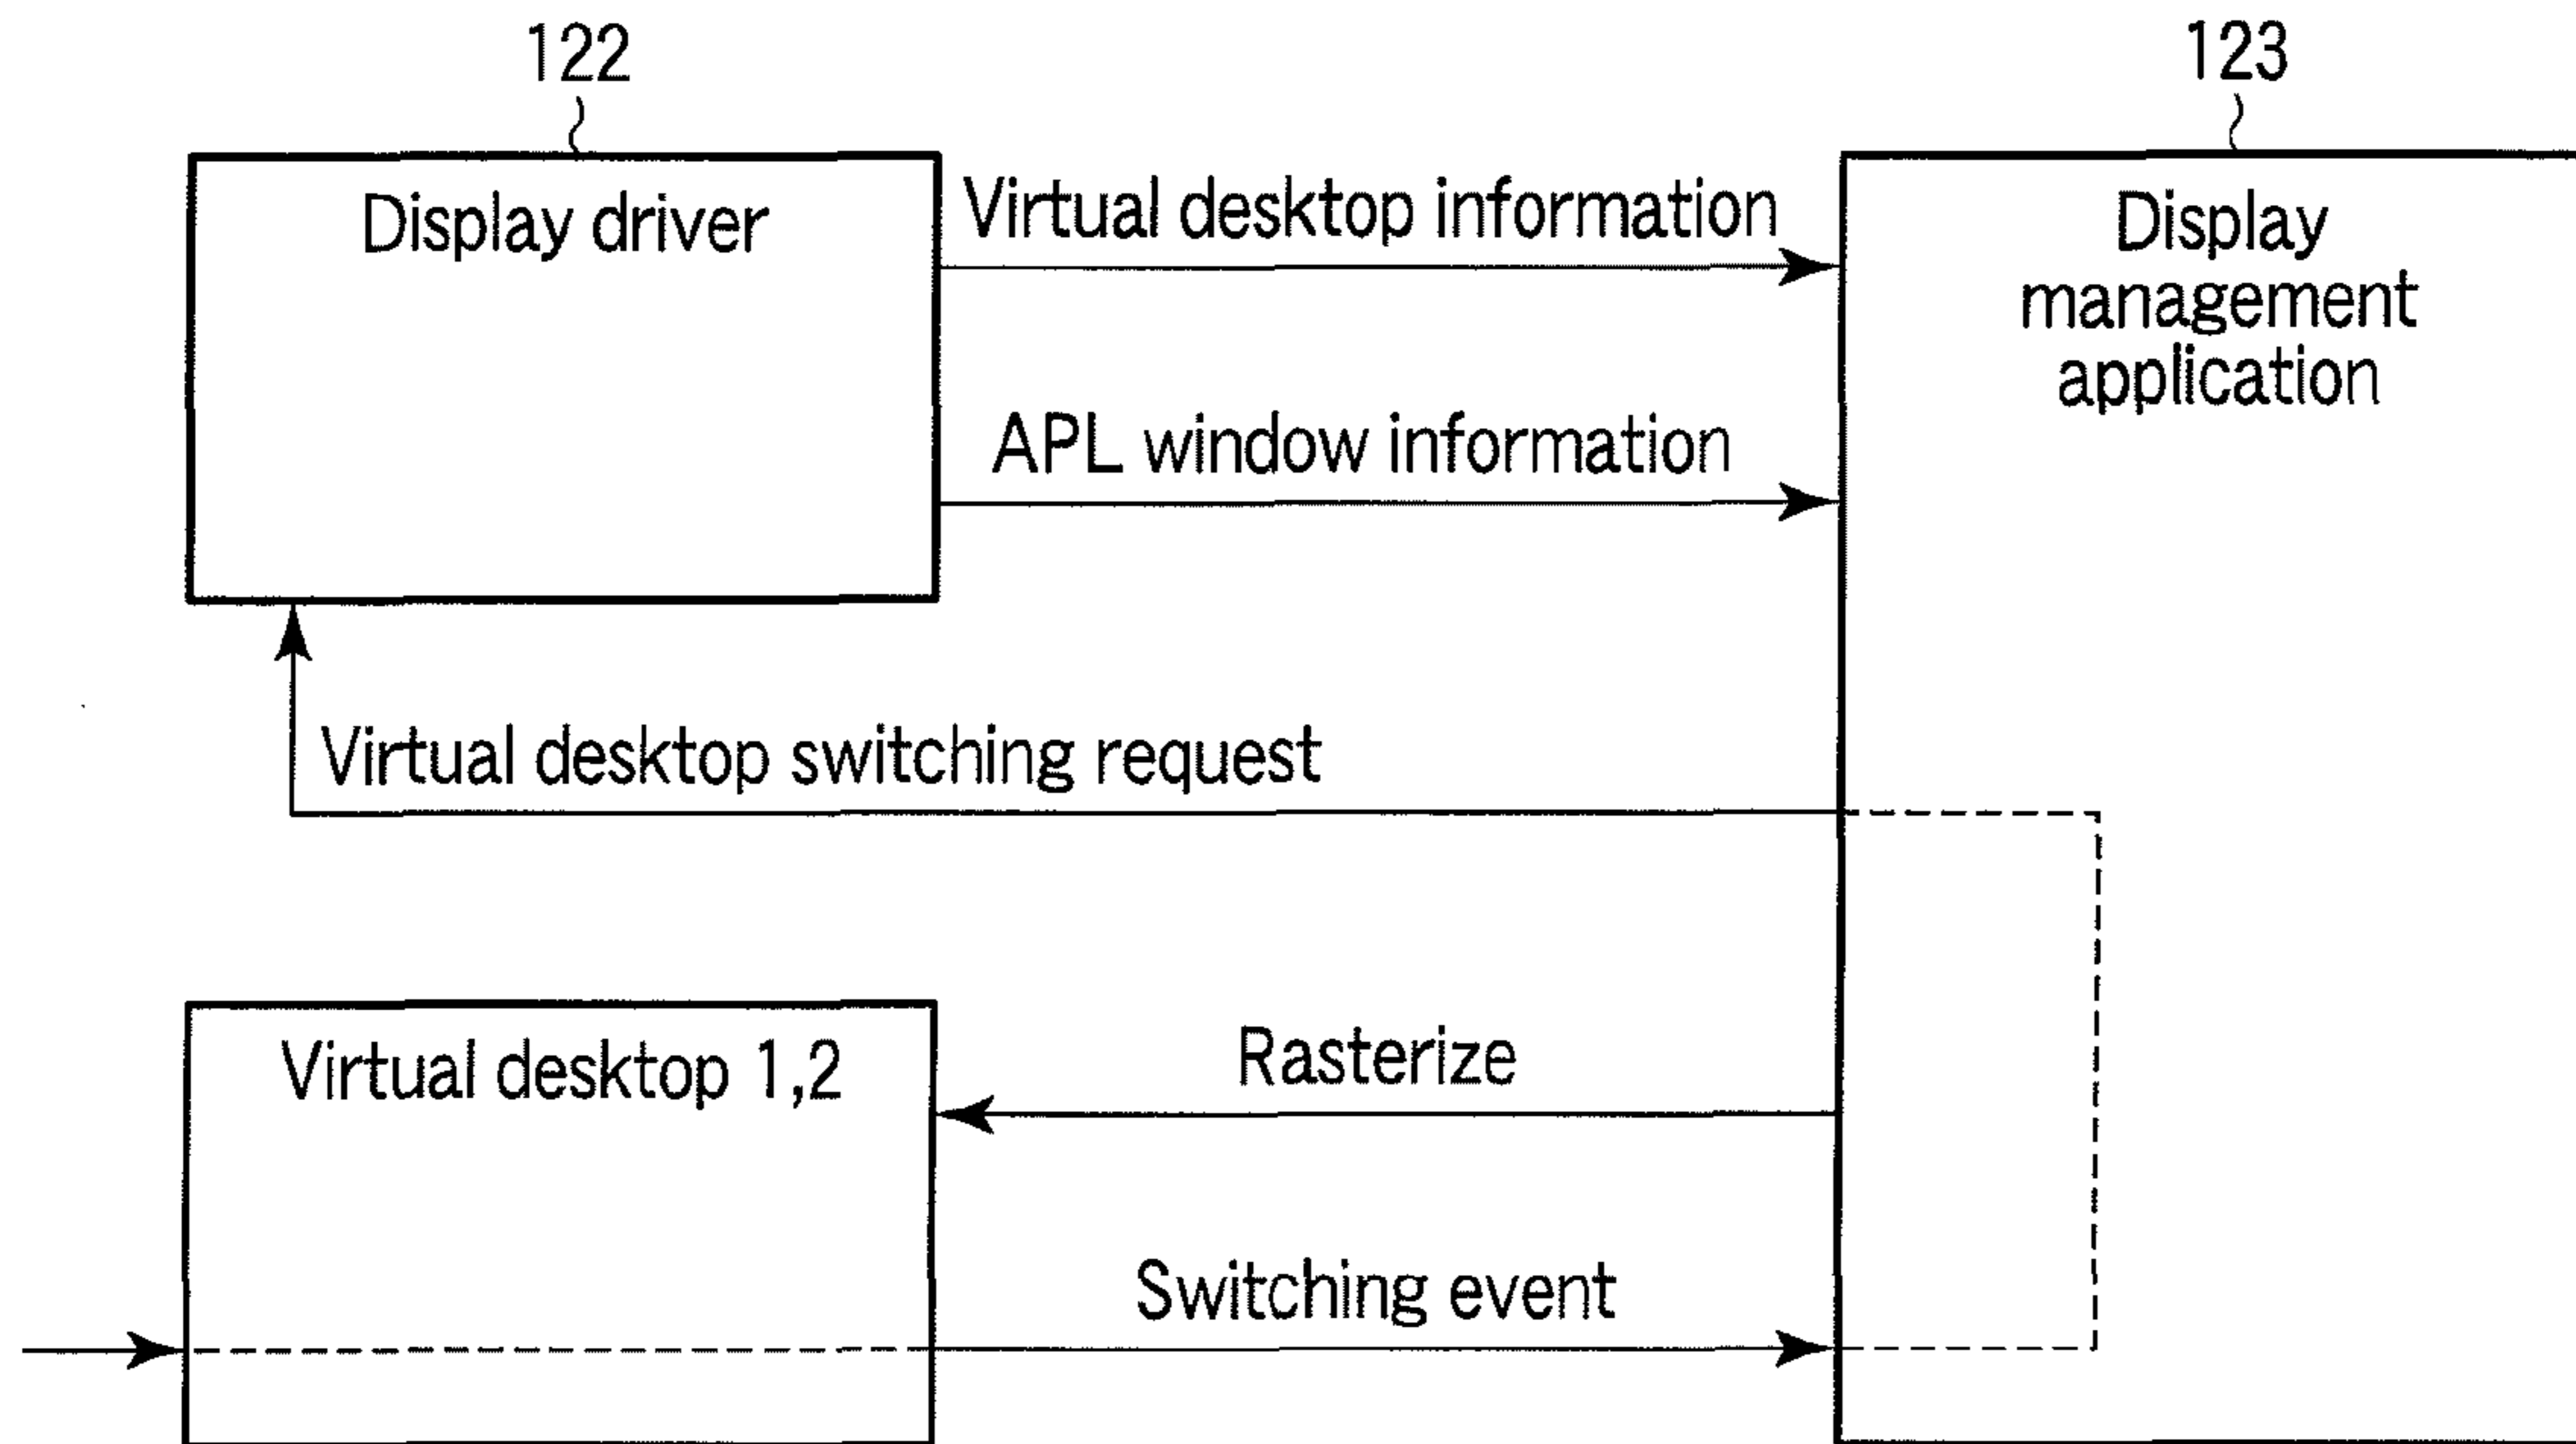 122
123
Display driver
Virtual desktop information
Display
management
application
APL window information
Virtual desktop switching request
Virtual desktop 1,2
Rasterize
Switching event